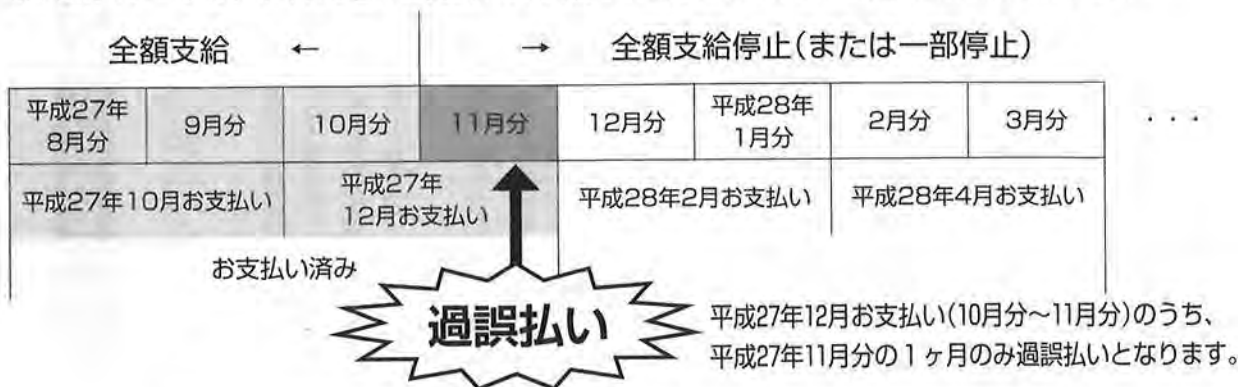 全額支給 ← → 全額支給停止(または一部停止)
平成27年
8月分
9月分
10月分
11月分
12月分
平成28年
1月分
2月分
3月分
・・・
平成27年10月お支払い
平成27年
12月お支払い
平成28年2月お支払い
平成28年4月お支払い
お支払い済み
過誤払い
平成27年12月お支払い(10月分～11月分)のうち、
平成27年11月分の1ヶ月のみ過誤払いとなります。